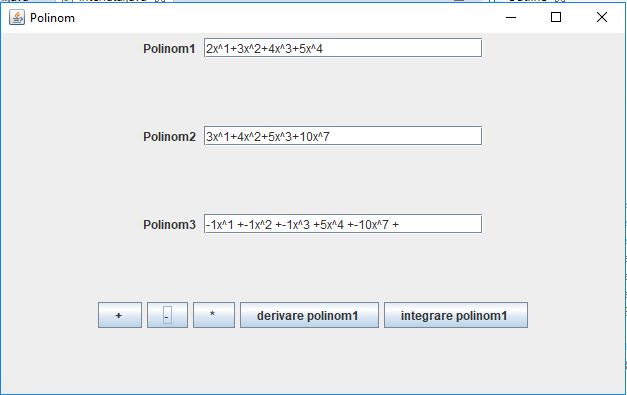 Polinom
Polinom1 2x^1+3x^2+4x^3+5x^4
Polinom2 3x^1+4x^2+5x^3+10x^7
Polinom3 -1x^1 +-1x^2 +-1x^3 +5x^4 +-10x^7 +
+ - * derivare polinom1 integrare polinom1